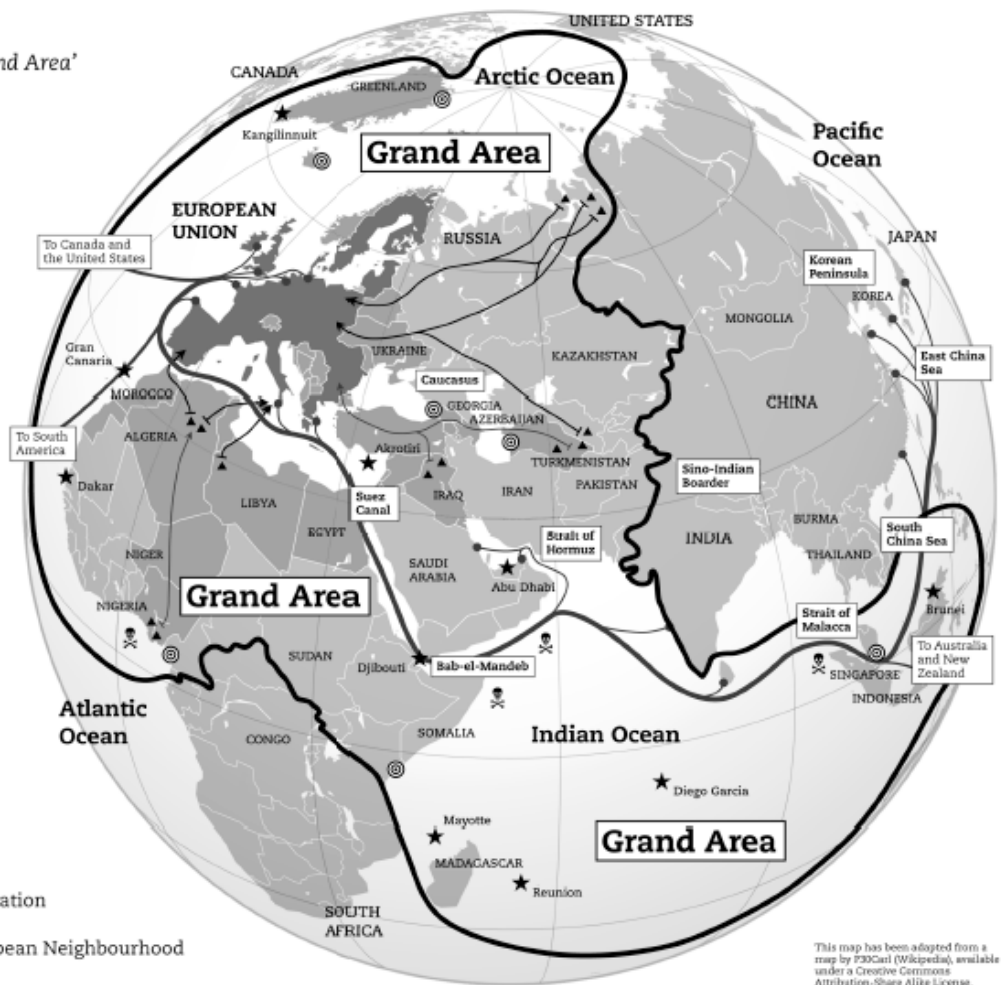 UNITED STATES
nd Area’
CANADA
Arctic Ocean
GREENLAND
Kangilinnuit
Pacific
Ocean
Grand Area
EUROPEAN
UNION
RUSSIA
JAPAN
To Canada and
the United States
Korean
Peninsula
KOREA
MONGOLIA
Gran
Canaria
UKRAINE
KAZAKHSTAN
East China
Sea
Caucasus
MOROCCO
GEORGIA
CHINA
AZERBAIJAN
To South
America
ALGERIA
Akrotiri
TURKMENISTAN
Sino-Indian
Boarder
Dakar
IRAQ
IRAN
PAKISTAN
LIBYA
Suez
Canal
EGYPT
BURMA
South
China Sea
INDIA
Strait of
Hormuz
THAILAND
NIGER
SAUDI
ARABIA
Abu Dhabi
Grand Area
NIGERIA
Brunei
Strait of
Malacca
SUDAN
Djibouti
Bab-el-Mandeb
To Australia
and New
Zealand
SINGAPORE
INDONESIA
Atlantic
Ocean
SOMALIA
Indian Ocean
CONGO
Diego Garcia
Mayotte
Grand Area
MADAGASCAR
Reunion
ation
SOUTH
AFRICA
pean Neighbourhood
This map has been adapted from a
map by P30Carl (Wikipedia), available
under a Creative Commons
Attribution-Share Alike License.